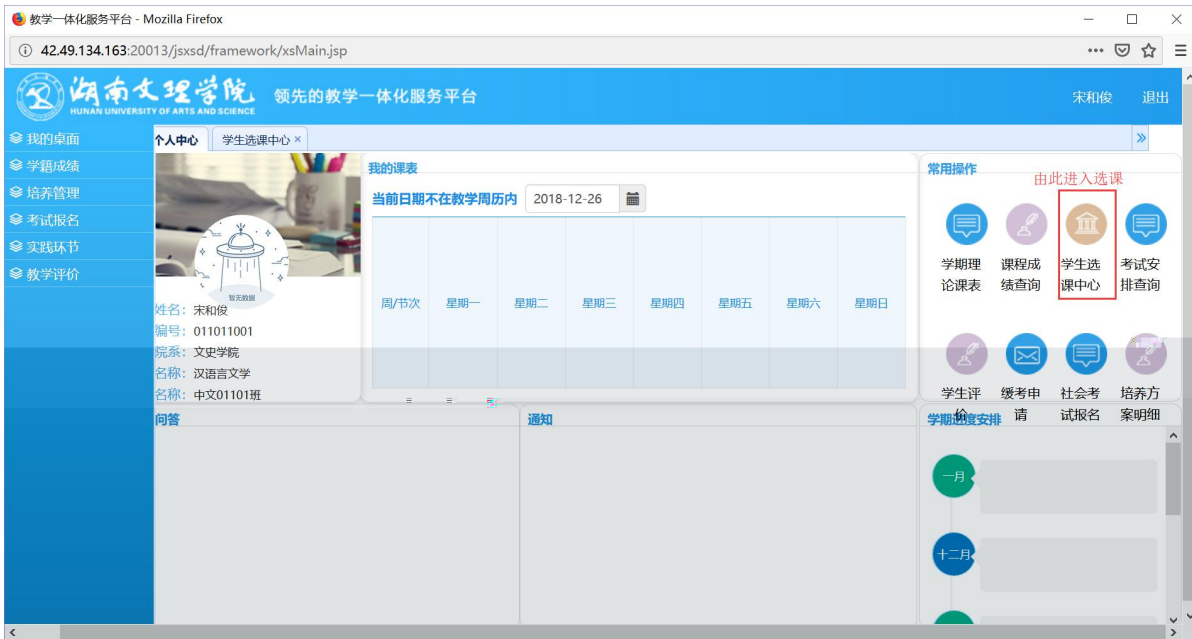 教学一体化服务平台 - Mozilla Firefox
42.49.134.163:20013/jsxsd/framework/xsMain.jsp
湖南文理学院
HUNAN UNIVERSITY OF ARTS AND SCIENCE
领先的教学一体化服务平台
宋和俊 退出
我的桌面
学籍成绩
培养管理
考试报名
实践环节
教学评价
个人中心 学生选课中心
暂无数据
姓名：宋和俊
编号：011011001
院系：文史学院
名称：汉语言文学
名称：中文01101班
我的课表
当前日期不在教学周历内 2018-12-26
周/节次 星期一 星期二 星期三 星期四 星期五 星期六 星期日
常用操作
由此进入选课
学期理论课表
课程成绩查询
学生选课中心
考试安排查询
学生评价
缓考申请
社会考试报名
培养方案明细
问答
通知
学期进度安排
一月
十二月